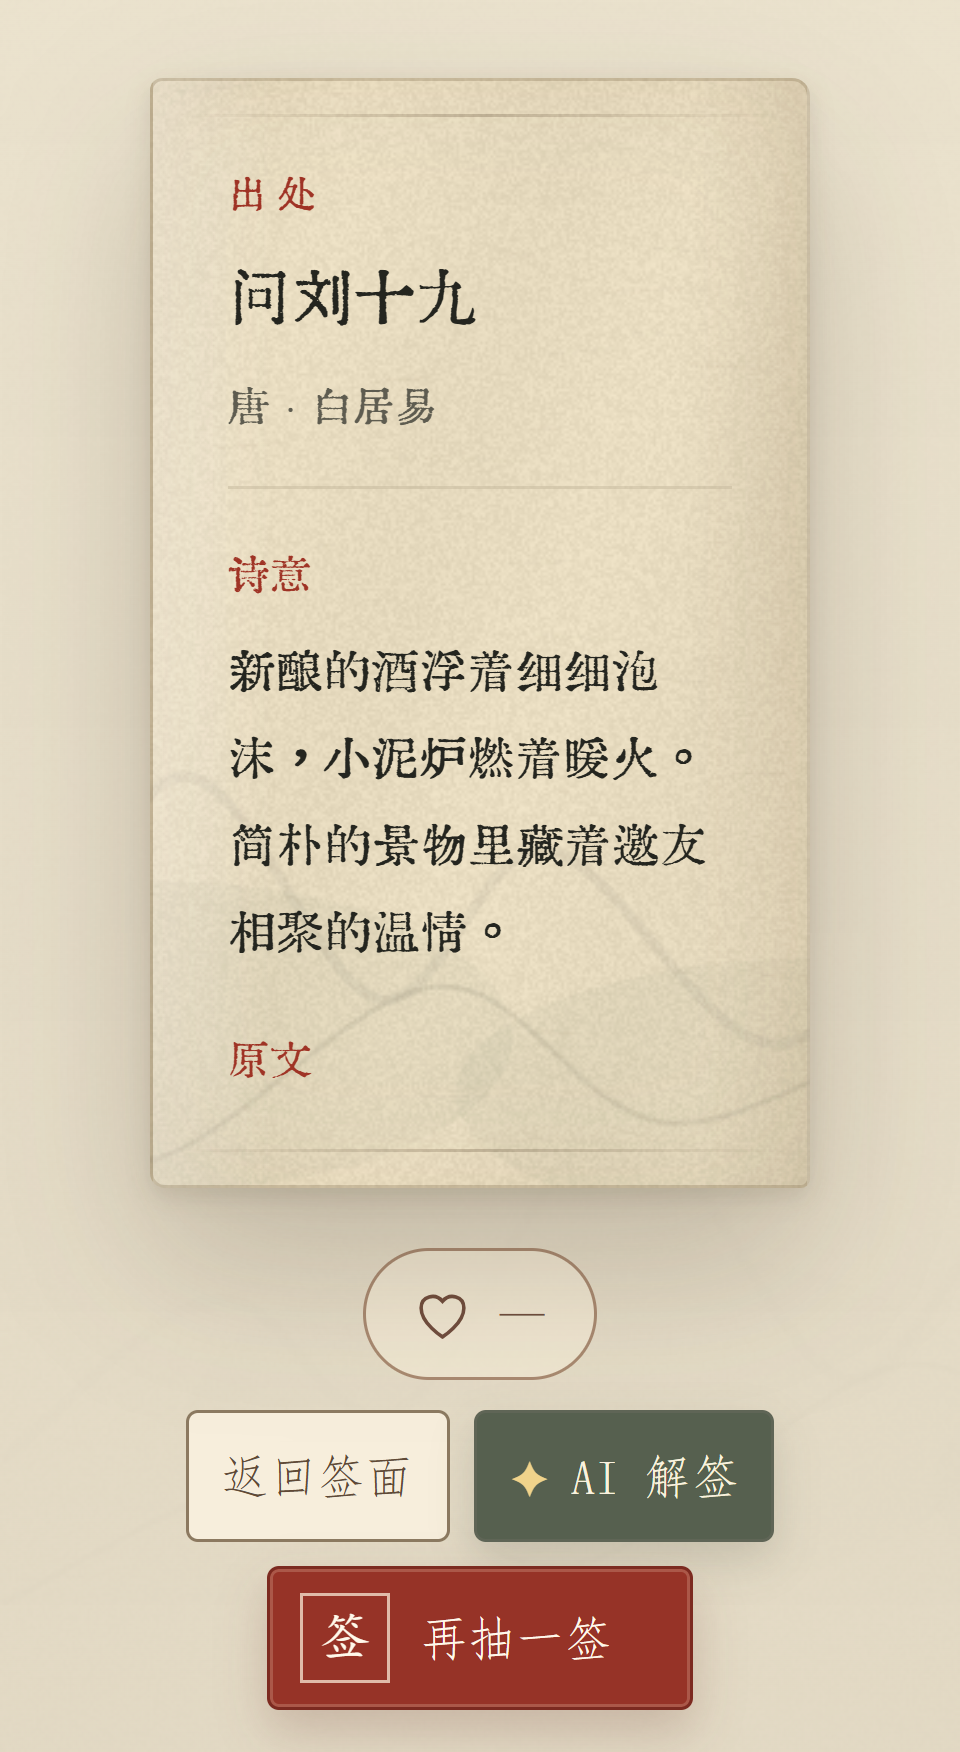 出处
问刘十九
唐·白居易
诗意
新酿的酒浮着细细泡
沫，小泥炉燃着暖火。
简朴的景物里藏着邀友
相聚的温情。
原文
—
返回签面
AI 解签
签 再抽一签